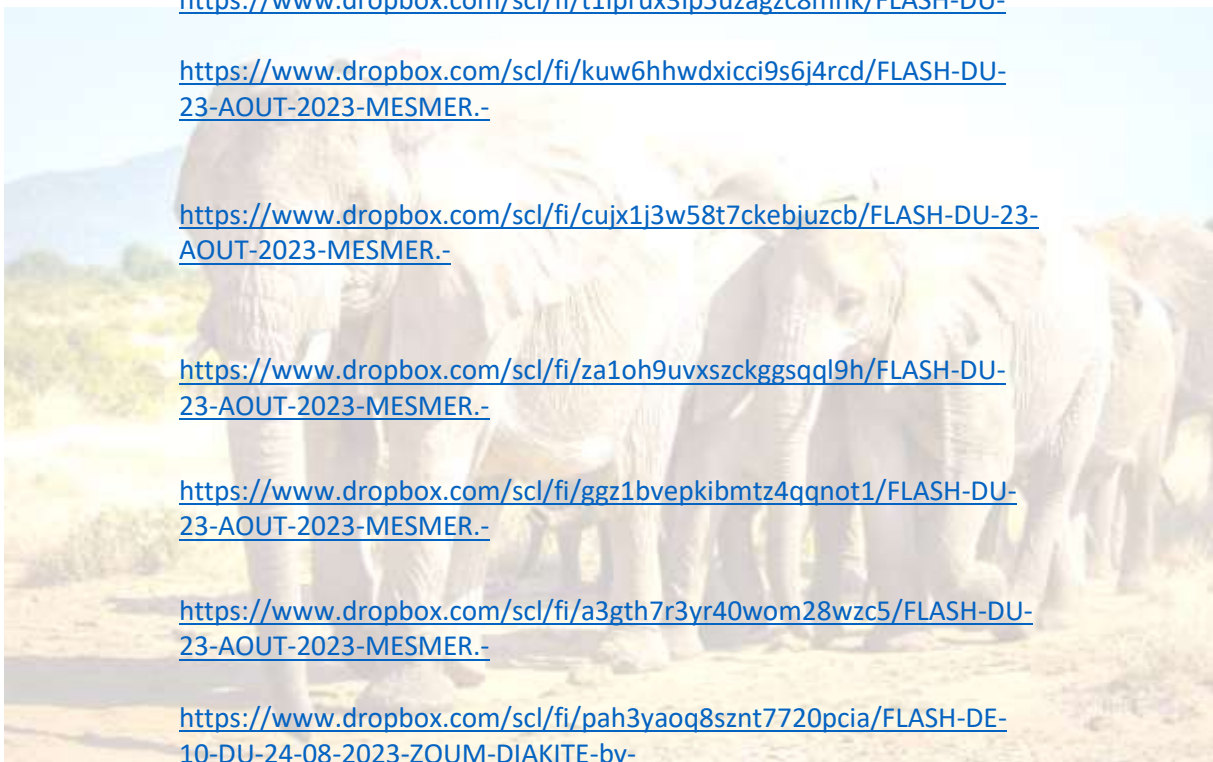 https://www.dropbox.com/scl/fi/kuw6hhwdxicci9s6j4rcd/FLASH-DU-
23-AOUT-2023-MESMER.-
https://www.dropbox.com/scl/fi/cujx1j3w58t7ckebjuzcb/FLASH-DU-23-
AOUT-2023-MESMER.-
https://www.dropbox.com/scl/fi/za1oh9uvxszckggsqql9h/FLASH-DU-
23-AOUT-2023-MESMER.-
https://www.dropbox.com/scl/fi/ggz1bvepkibmtz4qqnot1/FLASH-DU-
23-AOUT-2023-MESMER.-
https://www.dropbox.com/scl/fi/a3gth7r3yr40wom28wzc5/FLASH-DU-
23-AOUT-2023-MESMER.-
https://www.dropbox.com/scl/fi/pah3yaoq8sznt7720pcia/FLASH-DE-
10-DU-24-08-2023-ZOUM-DIAKITE-by-